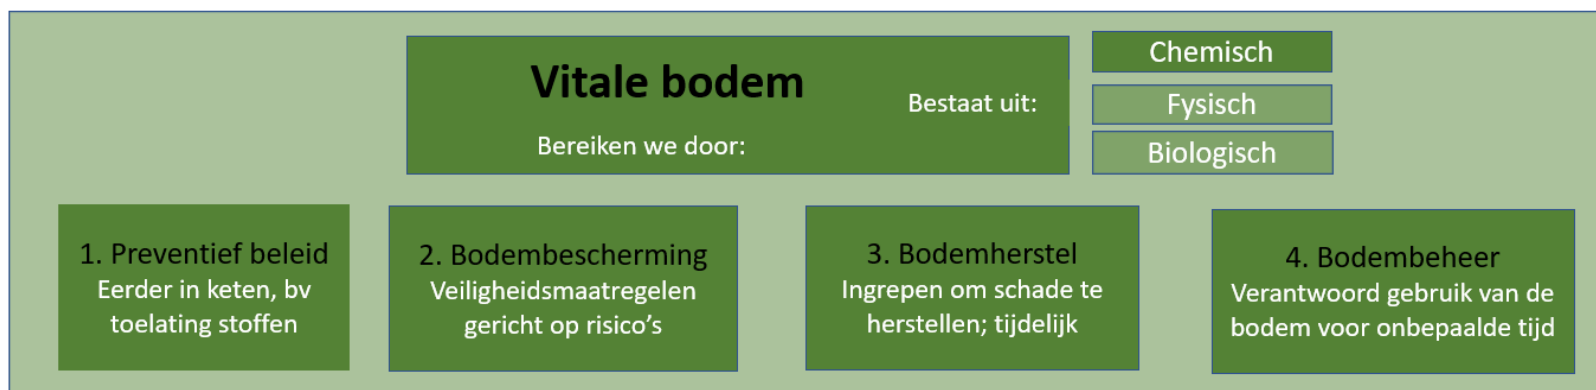 Vitale bodem
Bestaat uit:
Bereiken we door:
Chemisch
Fysisch
Biologisch
1. Preventief beleid
Eerder in keten, bv
toelating stoffen
2. Bodembescherming
Veiligheidsmaatregelen
gericht op risico’s
3. Bodemherstel
Ingrepen om schade te
herstellen; tijdelijk
4. Bodembeheer
Verantwoord gebruik van de
bodem voor onbepaalde tijd